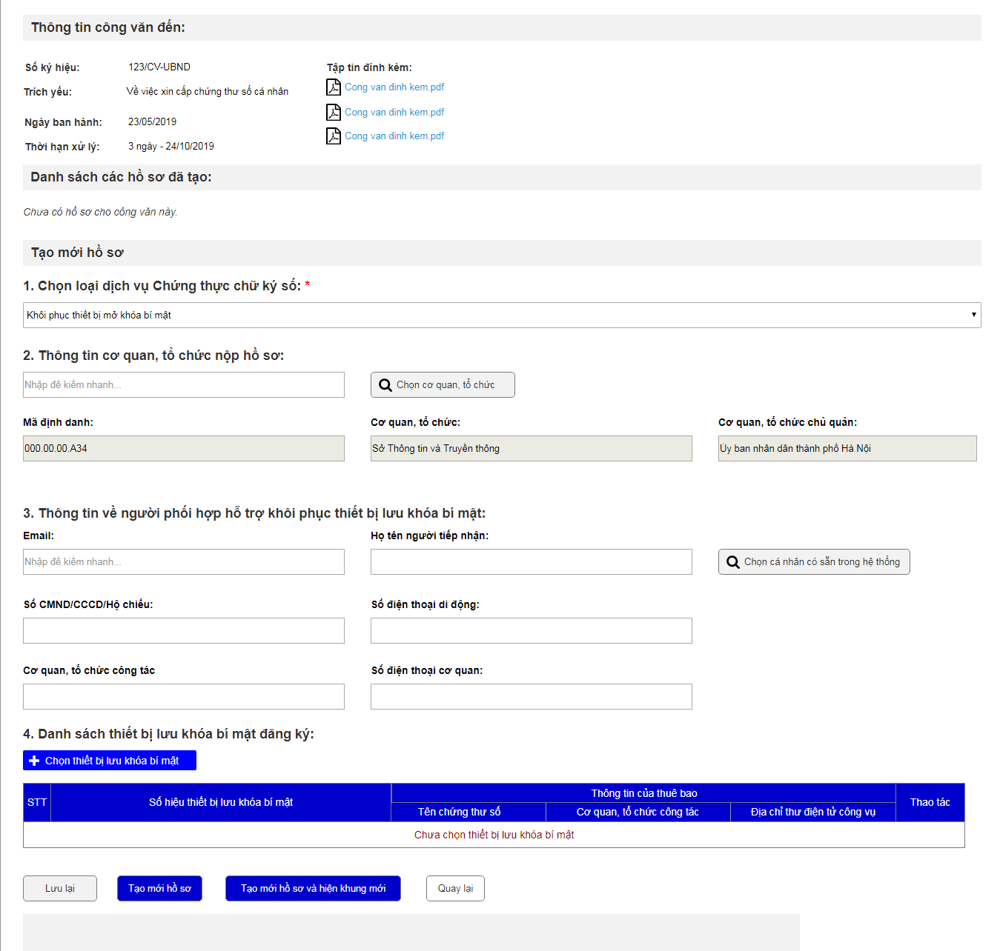 Thông tin công văn đến:
Số ký hiệu: 123/CV-UBND
Trích yếu: Về việc xin cấp chứng thư số cá nhân
Ngày ban hành: 23/05/2019
Thời hạn xử lý: 3 ngày - 24/10/2019
Tập tin đính kèm:
Cong van dinh kem.pdf
Cong van dinh kem.pdf
Cong van dinh kem.pdf
Danh sách các hồ sơ đã tạo:
Chưa có hồ sơ cho công văn này.
Tạo mới hồ sơ
1. Chọn loại dịch vụ Chứng thực chữ ký số: *
Khôi phục thiết bị mở khóa bí mật
2. Thông tin cơ quan, tổ chức nộp hồ sơ:
Nhập để kiếm nhanh...
Chọn cơ quan, tổ chức
Mã định danh: Cơ quan, tổ chức: Cơ quan, tổ chức chủ quản:
000.00.00.A34 Sở Thông tin và Truyền thông Ủy ban nhân dân thành phố Hà Nội
3. Thông tin về người phối hợp hỗ trợ khôi phục thiết bị lưu khóa bí mật:
Email: Họ tên người tiếp nhận:
Nhập để kiếm nhanh... Chọn cá nhân có sẵn trong hệ thống
Số CMND/CCCD/Hộ chiếu: Số điện thoại di động:
Cơ quan, tổ chức công tác Số điện thoại cơ quan:
4. Danh sách thiết bị lưu khóa bí mật đăng ký:
Chọn thiết bị lưu khóa bí mật
STT Số hiệu thiết bị lưu khóa bí mật Thông tin của thuê bao Thao tác
Tên chứng thư số Cơ quan, tổ chức công tác Địa chỉ thư điện tử công vụ
Chưa chọn thiết bị lưu khóa bí mật
Lưu lại Tạo mới hồ sơ Tạo mới hồ sơ và hiện khung mới Quay lại